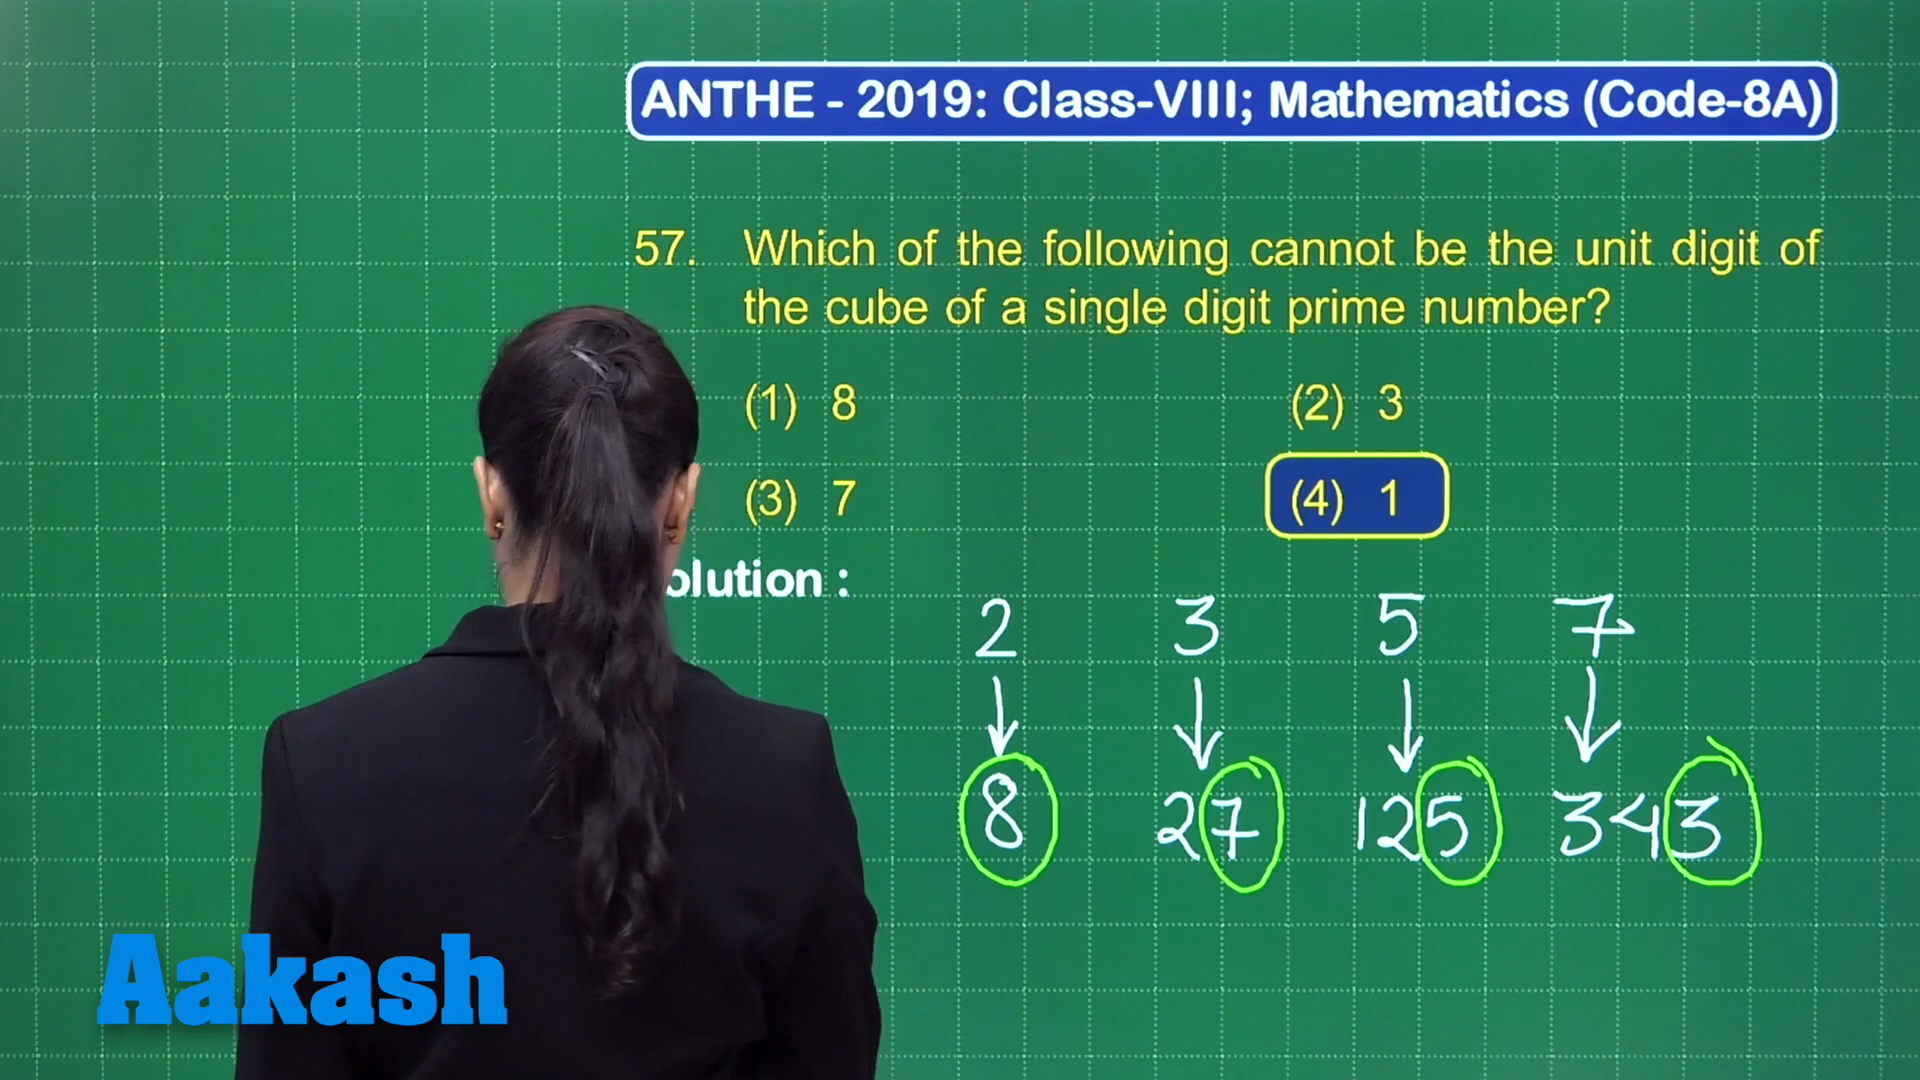 ANTHE - 2019: Class-VIII; Mathematics (Code-8A)
57. Which of the following cannot be the unit digit of
the cube of a single digit prime number?
(1) 8 (2) 3
(3) 7 (4) 1
olution :
2 3 5 7
8 27 125 343
Aakash